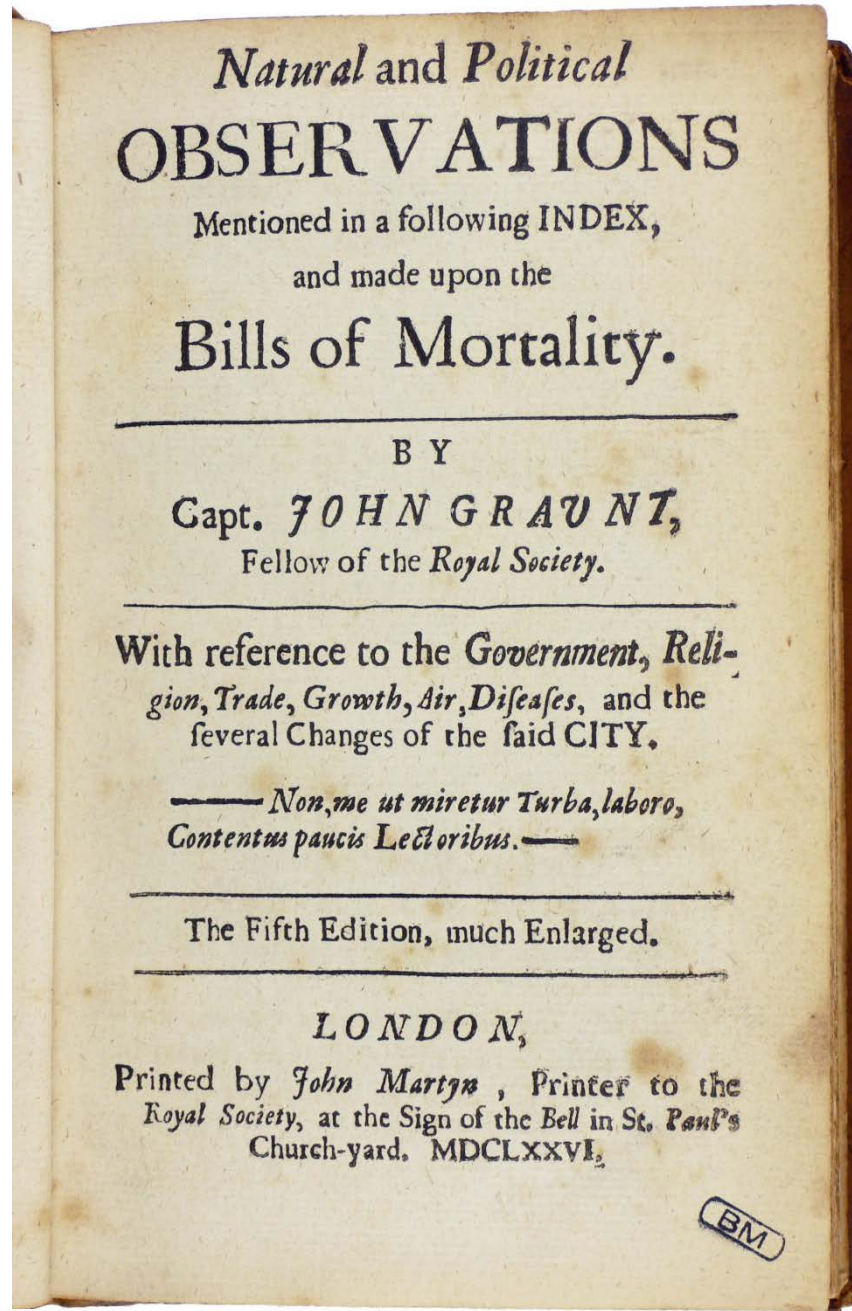 Natural and Political
OBSERVATIONS
Mentioned in a following INDEX,
and made upon the
Bills of Mortality.
BY
Capt. JOHN GRAUNT,
Fellow of the Royal Society.
With reference to the Government, Reli-
gion, Trade, Growth, Air, Diſeaſes, and the
ſeveral Changes of the ſaid CITY.
—— Non, me ut miretur Turba, laboro,
Contentus paucis Lectoribus. ——
The Fifth Edition, much Enlarged.
LONDON,
Printed by John Martyn, Printer to the
Royal Society, at the Sign of the Bell in St. Paul's
Church-yard. MDCLXXVI.
BM